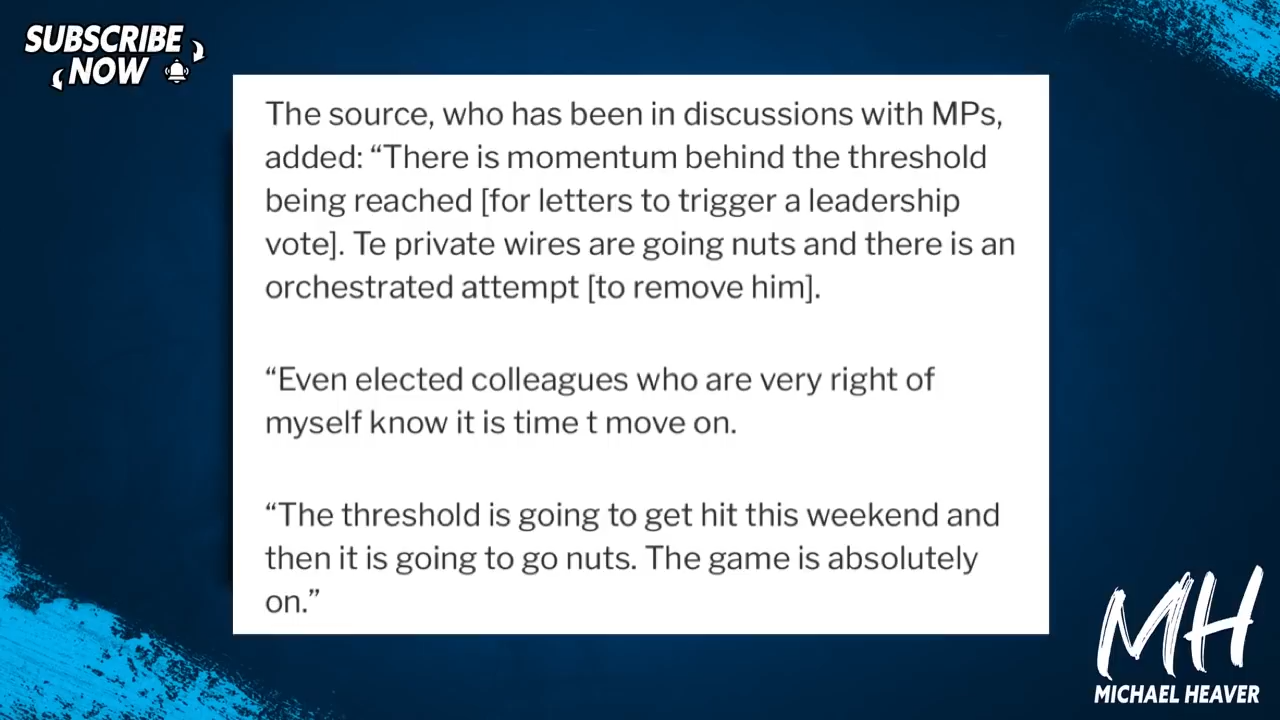 SUBSCRIBE
NOW
The source, who has been in discussions with MPs,
added: “There is momentum behind the threshold
being reached [for letters to trigger a leadership
vote]. Te private wires are going nuts and there is an
orchestrated attempt [to remove him].
“Even elected colleagues who are very right of
myself know it is time t move on.
“The threshold is going to get hit this weekend and
then it is going to go nuts. The game is absolutely
on.”
MH
MICHAEL HEAVER